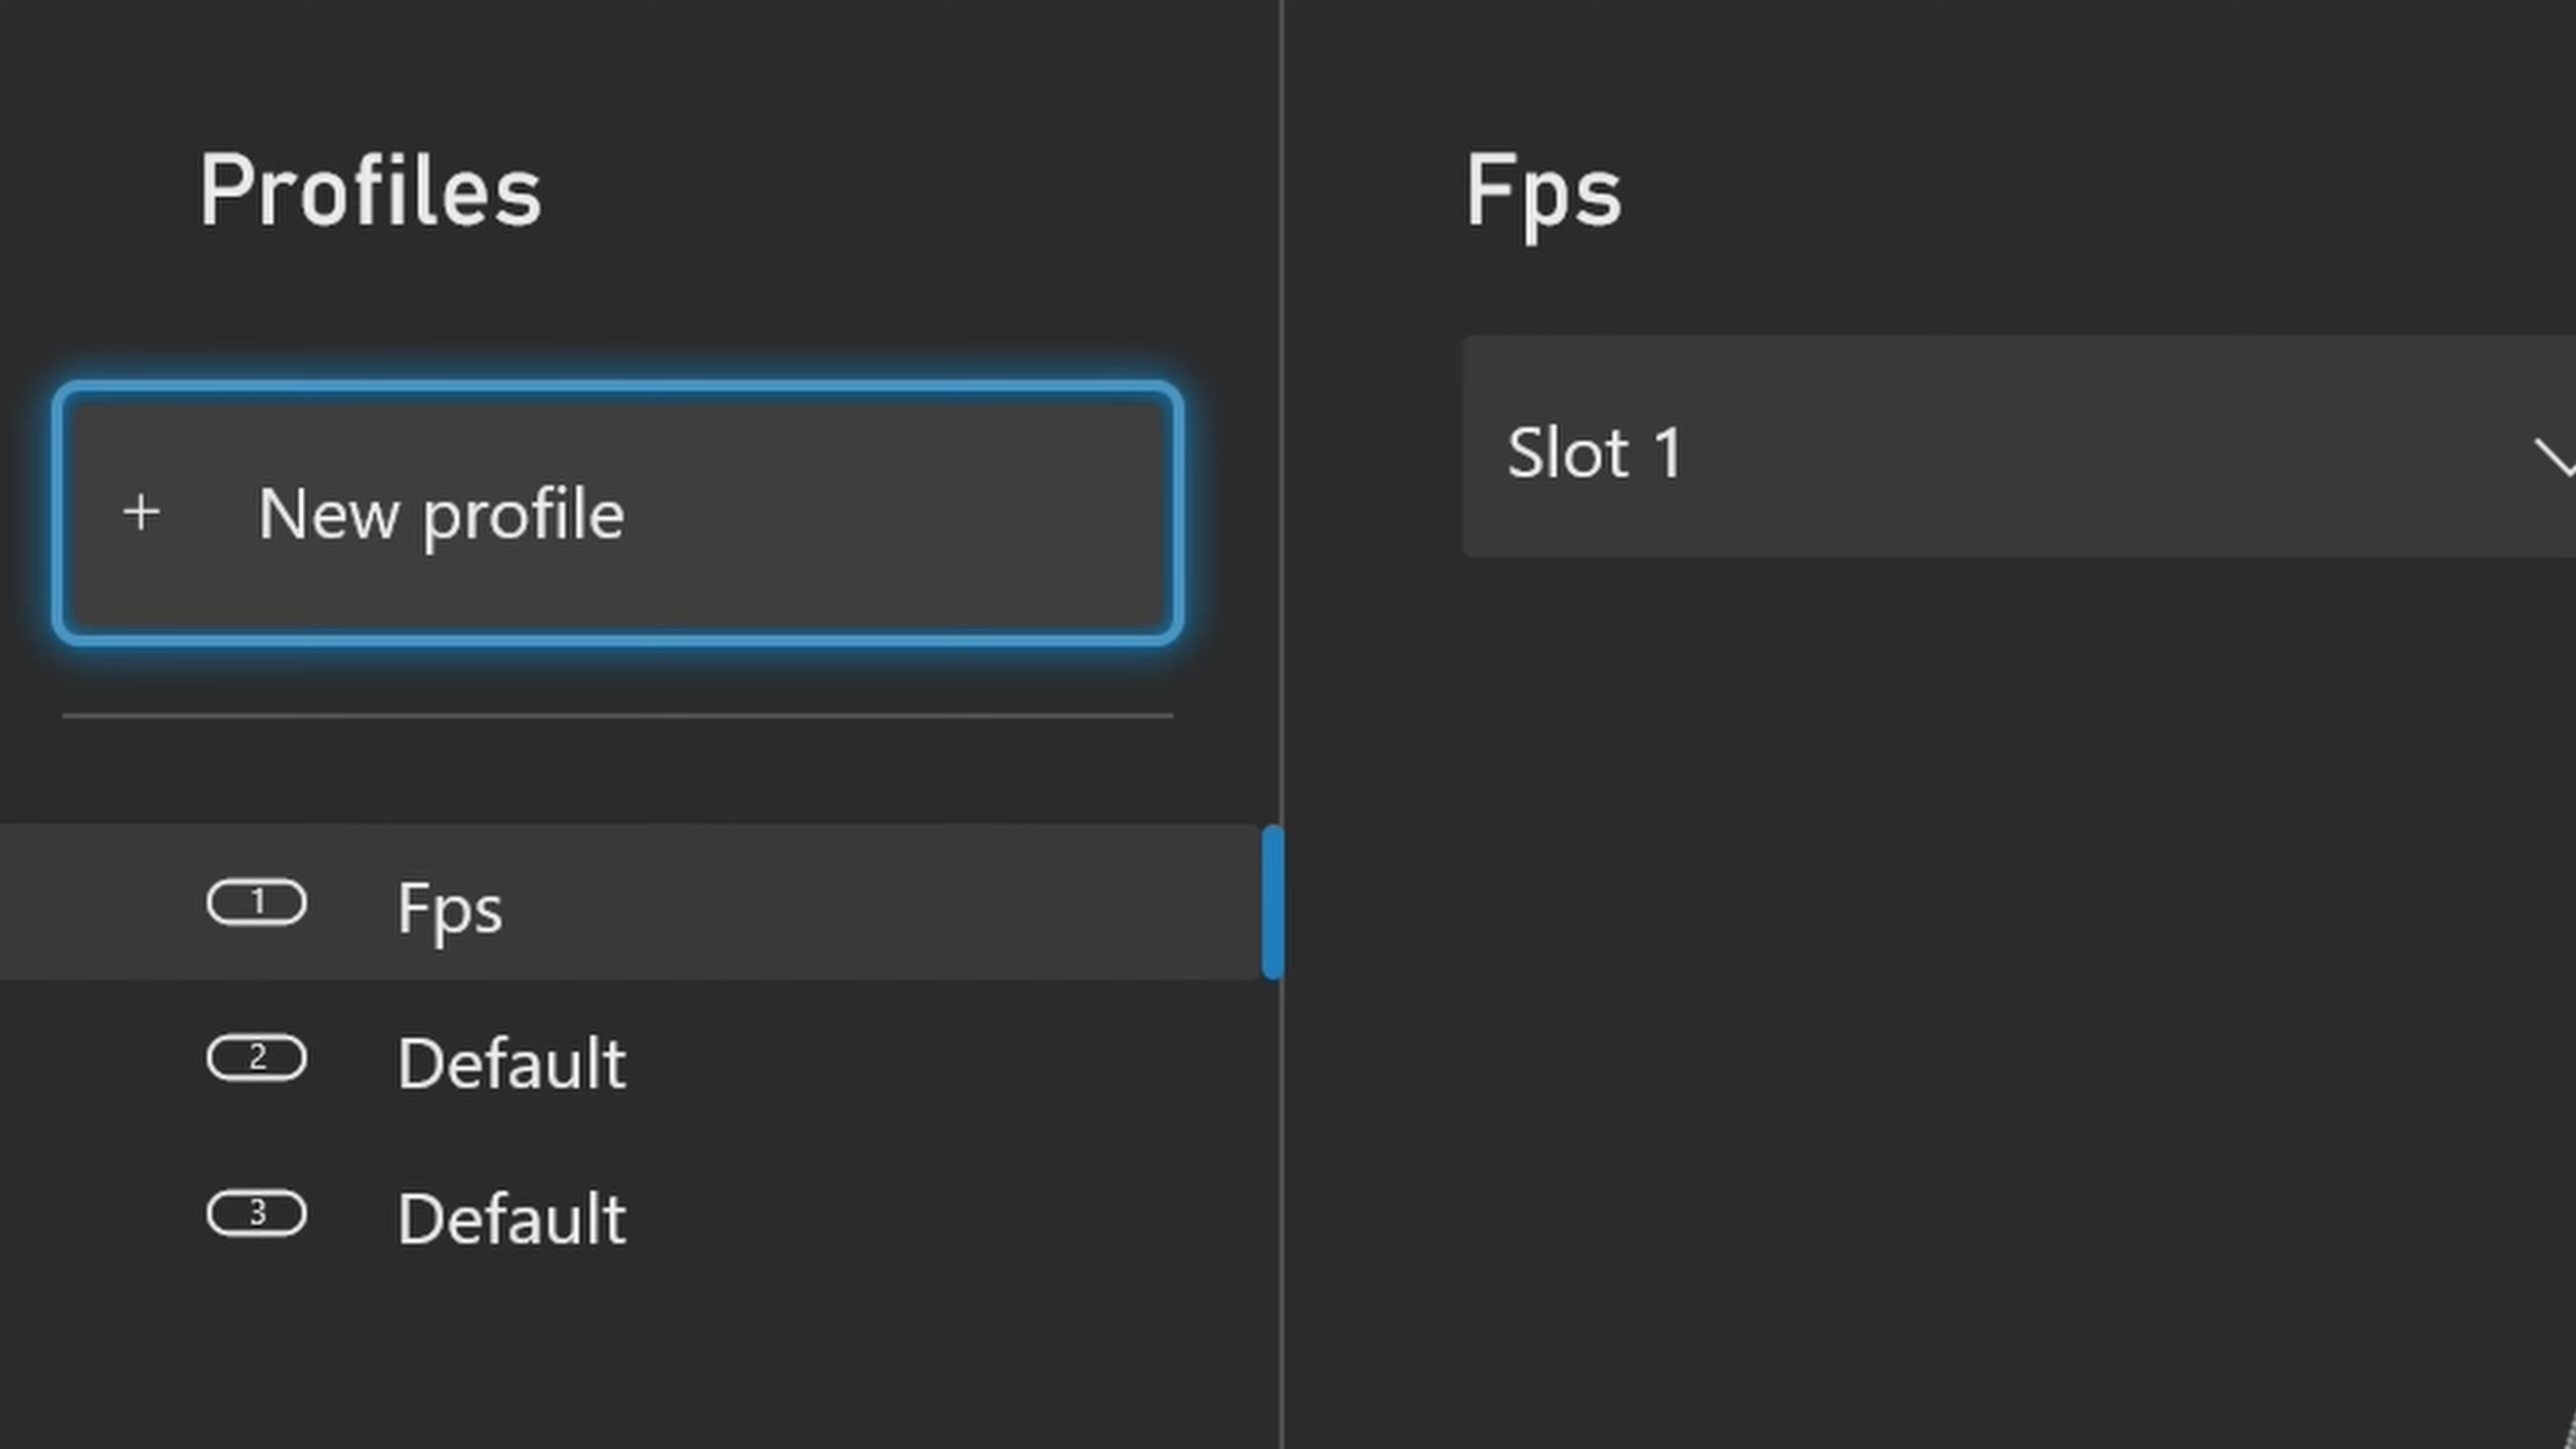 Profiles
+ New profile
1 Fps
2 Default
3 Default
Fps
Slot 1